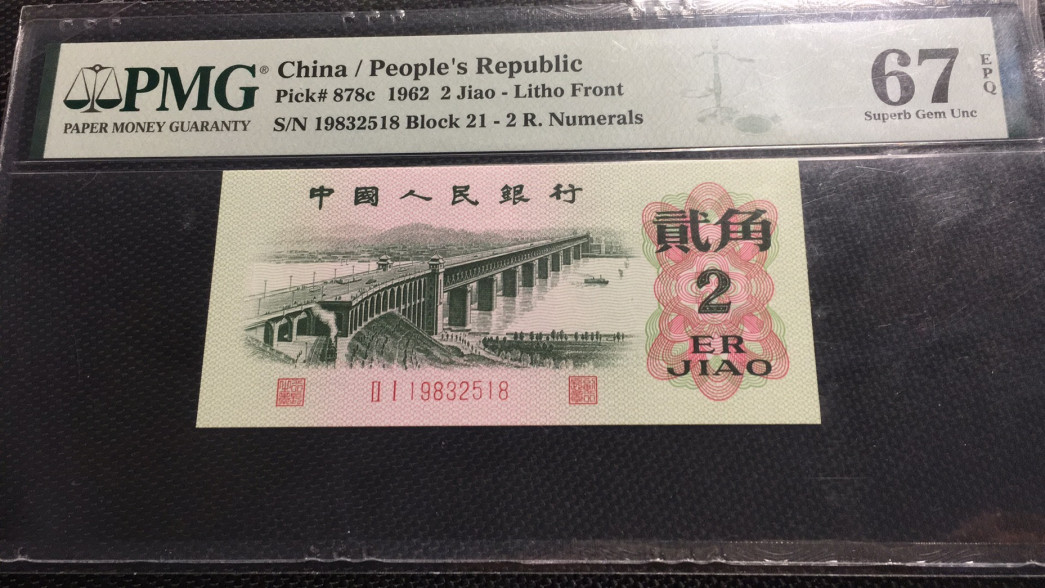 PMG®
PAPER MONEY GUARANTY
China / People's Republic
Pick# 878c 1962 2 Jiao - Litho Front
S/N 19832518 Block 21 - 2 R. Numerals
67
EPQ
Superb Gem Unc
中國人民銀行
貳角
2
ER
JIAO
II I 19832518